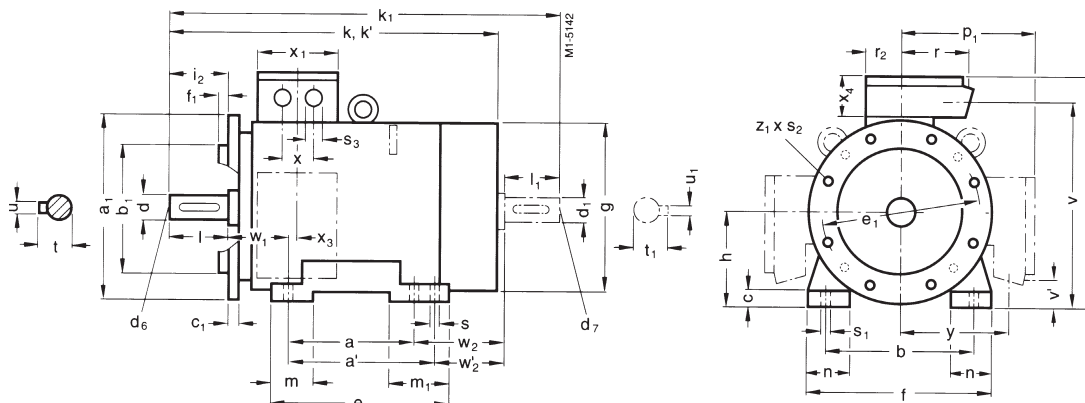 k₁
k, k'
x₁
i₂
f₁
M1-5142
p₁
r₂
r
x₄
z₁ x s₂
s₃
x
l₁
u₁
u
a₁
b₁
d
l
w₁
x₃
d₁
g
t
t₁
e₁
h
v
c
v'
d₆
c₁
s
d₇
a
w₂
a'
w'₂
m
m₁
e
s₁
y
b
n
n
f